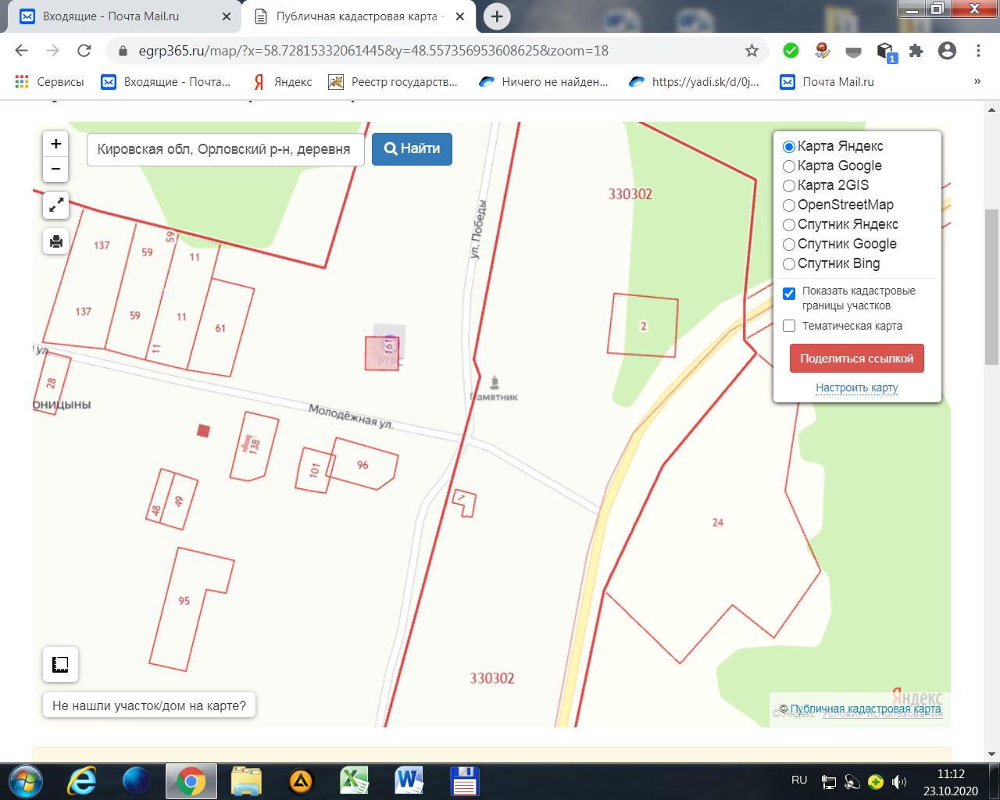 Входящие - Почта Mail.ru
Публичная кадастровая карта -
egrp365.ru/map/?x=58.72815332061445&y=48.557356953608625&zoom=18
1
Сервисы
Входящие - Почта...
Яндекс
Реестр государств...
Ничего не найден...
https://yadi.sk/d/0j...
Почта Mail.ru
»
+
−
Кировская обл, Орловский р-н, деревня
Найти
Карта Яндекс
Карта Google
Карта 2GIS
OpenStreetMap
Спутник Яндекс
Спутник Google
Спутник Bing
Показать кадастровые
границы участков
Тематическая карта
Поделиться ссылкой
Настроить карту
330302
ул. Победы
137
59
59
11
137
59
11
11
61
2
161
РТРС
ул.
28
Памятник
оницыны
Молодёжная ул.
138
101
96
48
49
1
24
95
330302
Не нашли участок/дом на карте?
Яндекс
© Публичная кадастровая карта
© Яндекс Условия использования
RU
11:12
23.10.2020